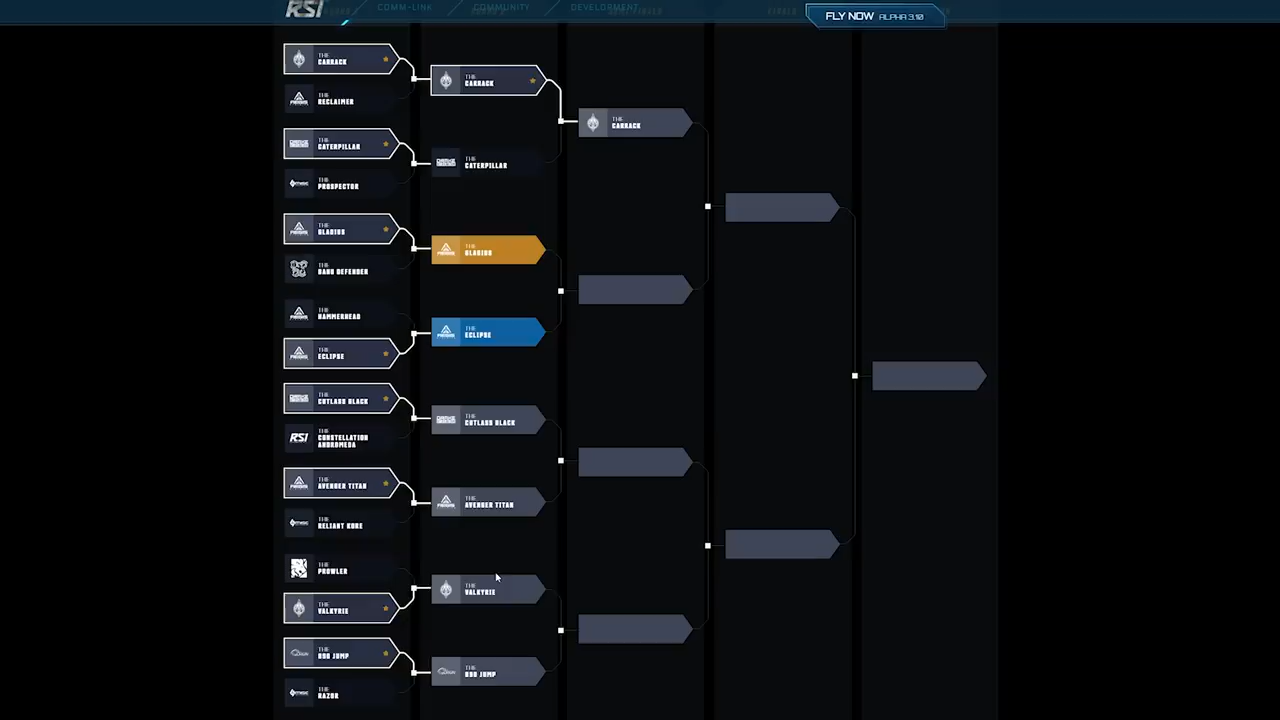 RSI
COMM-LINK
COMMUNITY
DEVELOPMENT
FLY NOW ALPHA 3.10
THE
CARRACK
THE
RECLAIMER
THE
CATERPILLAR
THE
PROSPECTOR
THE
GLADIUS
THE
BANU DEFENDER
THE
HAMMERHEAD
THE
ECLIPSE
THE
CUTLASS BLACK
RSI
THE
CONSTELLATION
ANDROMEDA
THE
AVENGER TITAN
THE
RELIANT KORE
THE
PROWLER
THE
VALKYRIE
THE
890 JUMP
THE
RAZOR
THE
CARRACK
THE
CATERPILLAR
THE
GLADIUS
THE
ECLIPSE
THE
CUTLASS BLACK
THE
AVENGER TITAN
THE
VALKYRIE
THE
890 JUMP
THE
CARRACK